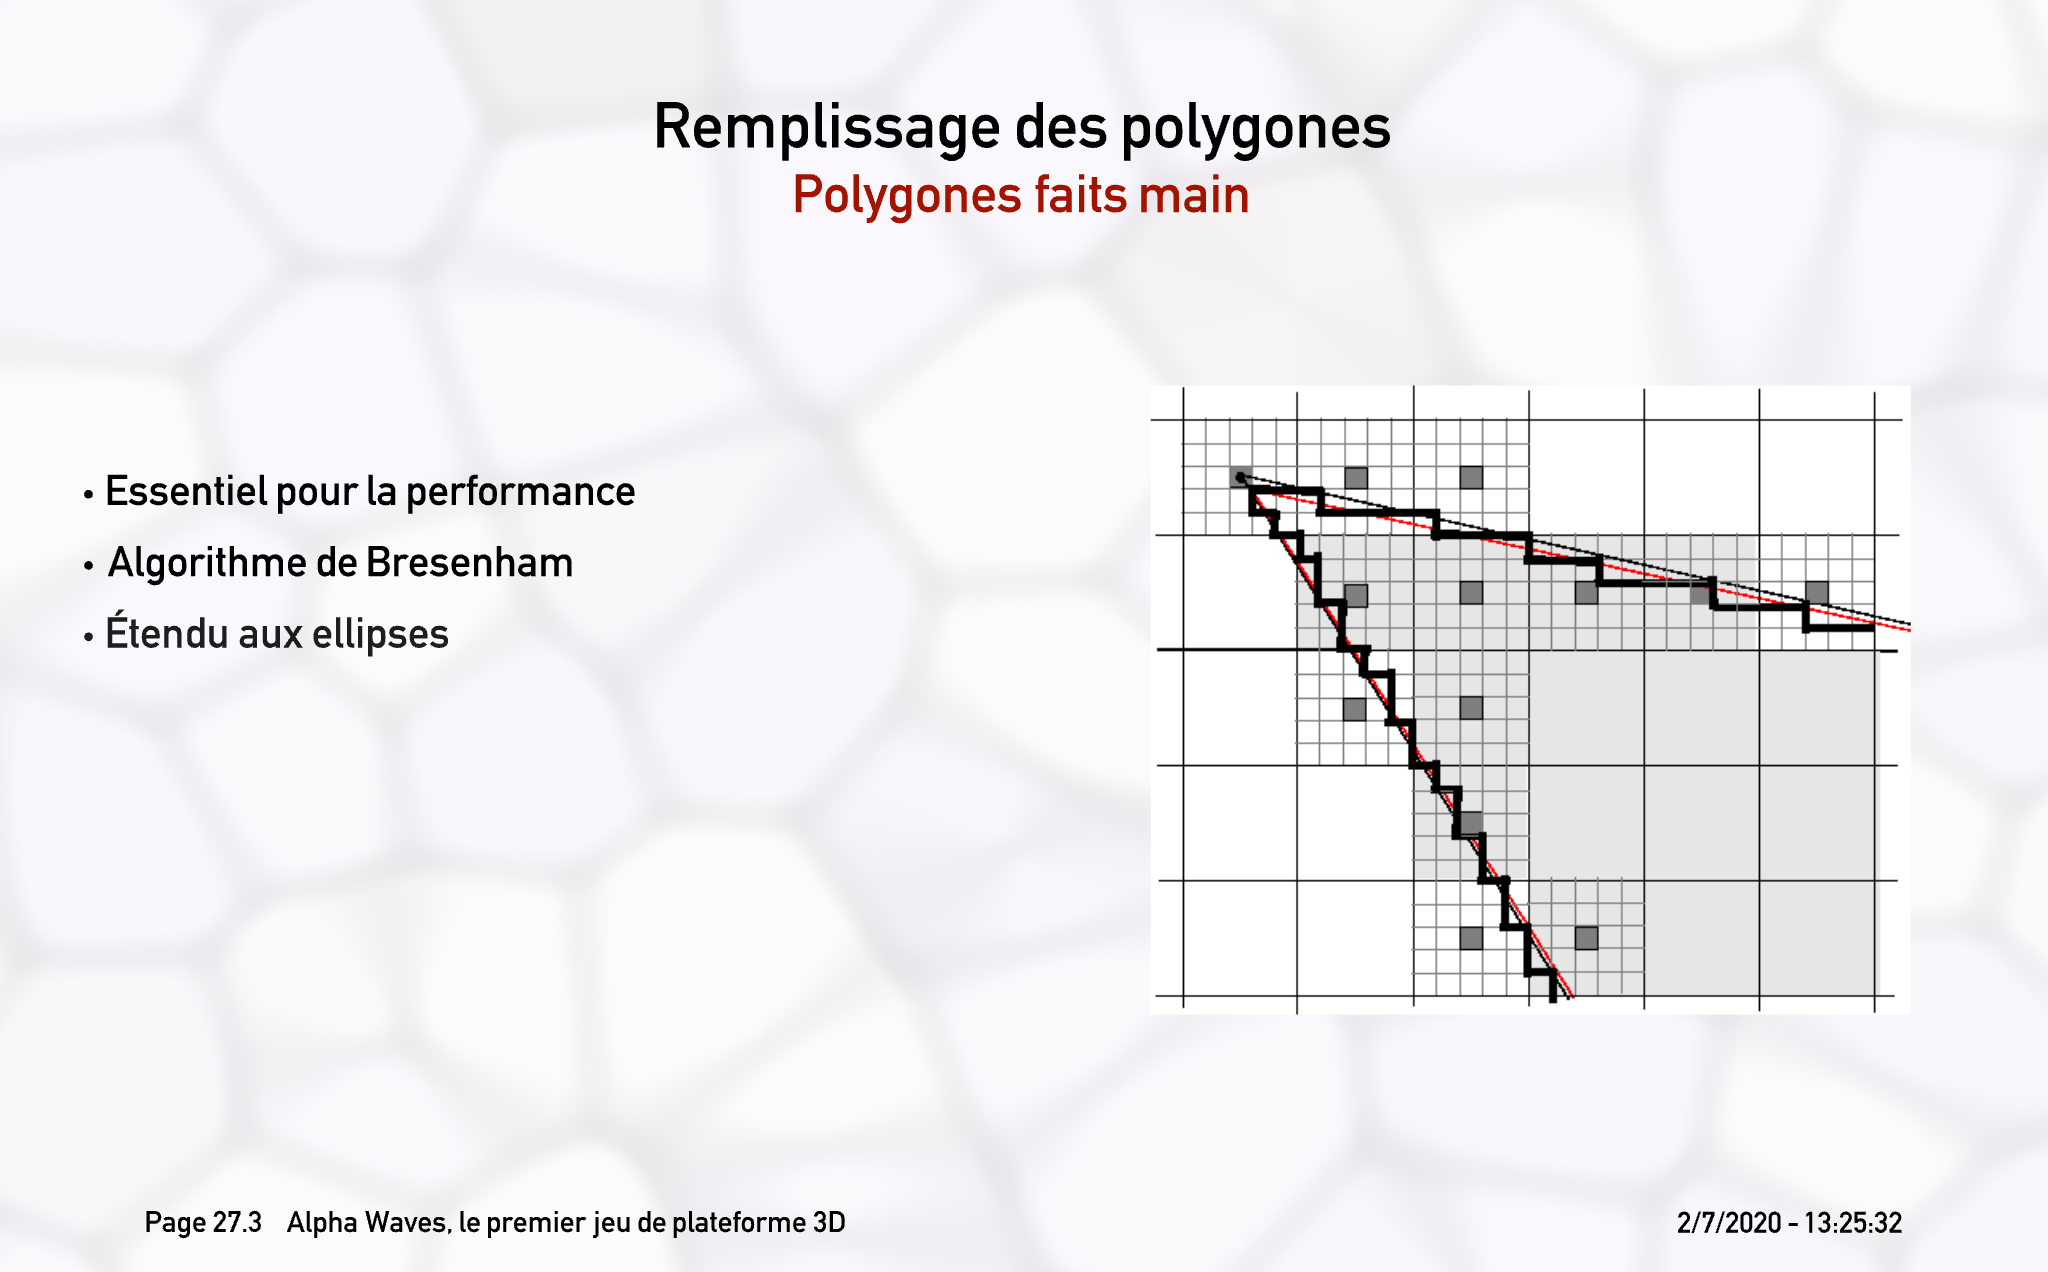 Remplissage des polygones
Polygones faits main
• Essentiel pour la performance
• Algorithme de Bresenham
• Étendu aux ellipses
Page 27.3 Alpha Waves, le premier jeu de plateforme 3D
2/7/2020 - 13:25:32